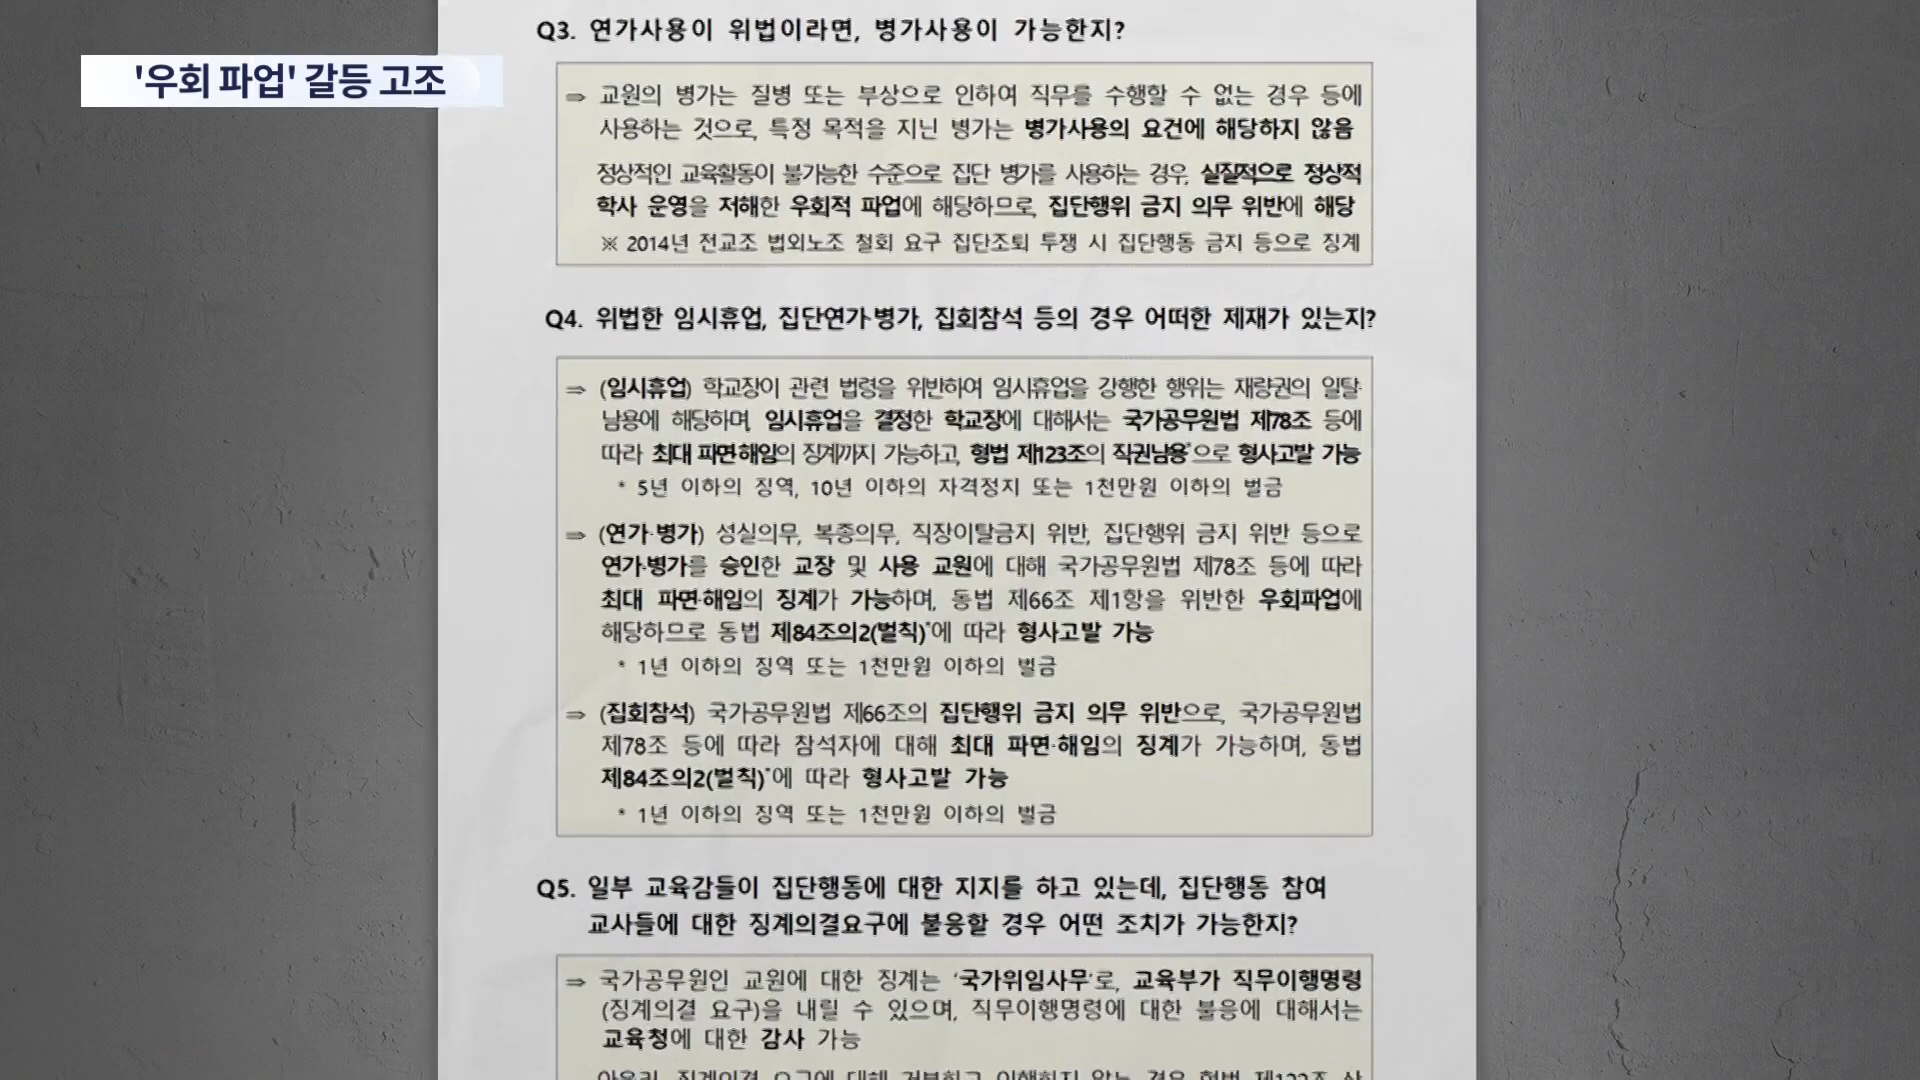 Q3. 연가사용이 위법이라면, 병가사용이 가능한지?
'우회 파업' 갈등 고조
⇒ 교원의 병가는 질병 또는 부상으로 인하여 직무를 수행할 수 없는 경우 등에
사용하는 것으로, 특정 목적을 지닌 병가는 병가사용의 요건에 해당하지 않음
정상적인 교육활동이 불가능한 수준으로 집단 병가를 사용하는 경우, 실질적으로 정상적
학사 운영을 저해한 우회적 파업에 해당하므로, 집단행위 금지 의무 위반에 해당
※ 2014년 전교조 법외노조 철회 요구 집단조퇴 투쟁 시 집단행동 금지 등으로 징계
Q4. 위법한 임시휴업, 집단연가·병가, 집회참석 등의 경우 어떠한 제재가 있는지?
⇒ (임시휴업) 학교장이 관련 법령을 위반하여 임시휴업을 강행한 행위는 재량권의 일탈·
남용에 해당하며, 임시휴업을 결정한 학교장에 대해서는 국가공무원법 제78조 등에
따라 최대 파면·해임의 징계까지 가능하고, 형법 제123조의 직권남용*으로 형사고발 가능
* 5년 이하의 징역, 10년 이하의 자격정지 또는 1천만원 이하의 벌금
⇒ (연가·병가) 성실의무, 복종의무, 직장이탈금지 위반, 집단행위 금지 위반 등으로
연가·병가를 승인한 교장 및 사용 교원에 대해 국가공무원법 제78조 등에 따라
최대 파면·해임의 징계가 가능하며, 동법 제66조 제1항을 위반한 우회파업에
해당하므로 동법 제84조의2(벌칙)*에 따라 형사고발 가능
* 1년 이하의 징역 또는 1천만원 이하의 벌금
⇒ (집회참석) 국가공무원법 제66조의 집단행위 금지 의무 위반으로, 국가공무원법
제78조 등에 따라 참석자에 대해 최대 파면·해임의 징계가 가능하며, 동법
제84조의2(벌칙)*에 따라 형사고발 가능
* 1년 이하의 징역 또는 1천만원 이하의 벌금
Q5. 일부 교육감들이 집단행동에 대한 지지를 하고 있는데, 집단행동 참여
교사들에 대한 징계의결요구에 불응할 경우 어떤 조치가 가능한지?
⇒ 국가공무원인 교원에 대한 징계는 '국가위임사무'로, 교육부가 직무이행명령
(징계의결 요구)을 내릴 수 있으며, 직무이행명령에 대한 불응에 대해서는
교육청에 대한 감사 가능